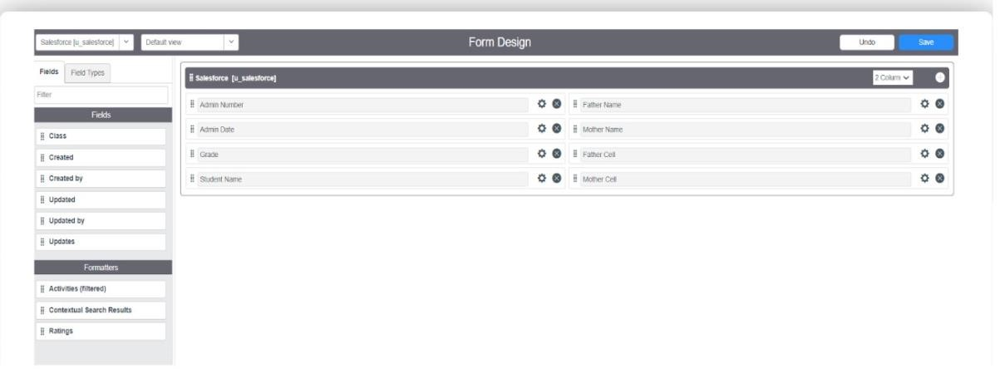 Salesforce [u_salesforce] Default view Form Design Undo Save
Fields Field Types
Filter
Fields
Class
Created
Created by
Updated
Updated by
Updates
Formatters
Activities (filtered)
Contextual Search Results
Ratings
Salesforce [u_salesforce] 2 Column
Admin Number Father Name
Admin Date Mother Name
Grade Father Cell
Student Name Mother Cell